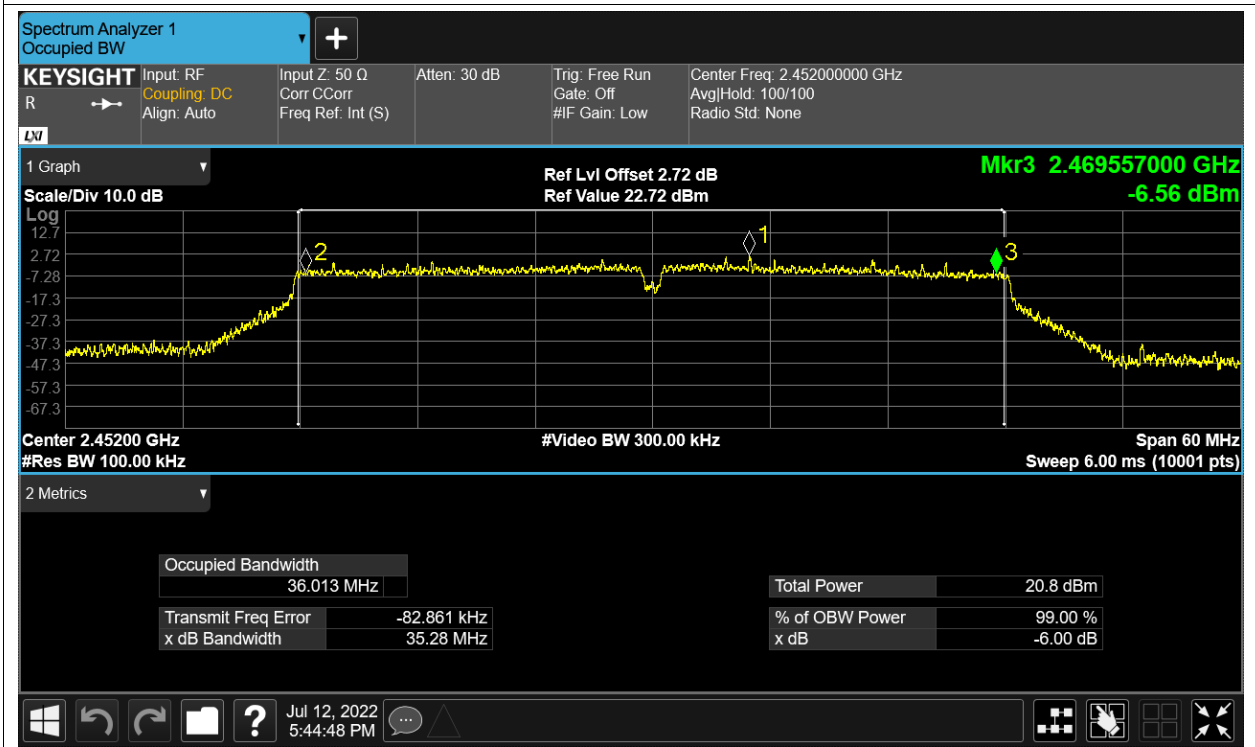 Spectrum Analyzer 1
Occupied BW
KEYSIGHT
R
LXI
Input: RF
Coupling: DC
Align: Auto
Input Z: 50 Ω
Corr CCorr
Freq Ref: Int (S)
Atten: 30 dB
Trig: Free Run
Gate: Off
#IF Gain: Low
Center Freq: 2.452000000 GHz
Avg|Hold: 100/100
Radio Std: None
1 Graph
Scale/Div 10.0 dB
Ref Lvl Offset 2.72 dB
Ref Value 22.72 dBm
Mkr3 2.469557000 GHz
-6.56 dBm
Log
12.7
2.72
-7.28
-17.3
-27.3
-37.3
-47.3
-57.3
-67.3
2
1
3
Center 2.45200 GHz
#Res BW 100.00 kHz
#Video BW 300.00 kHz
Span 60 MHz
Sweep 6.00 ms (10001 pts)
2 Metrics
Occupied Bandwidth
36.013 MHz
Transmit Freq Error -82.861 kHz
x dB Bandwidth 35.28 MHz
Total Power 20.8 dBm
% of OBW Power 99.00 %
x dB -6.00 dB
?
Jul 12, 2022
5:44:48 PM